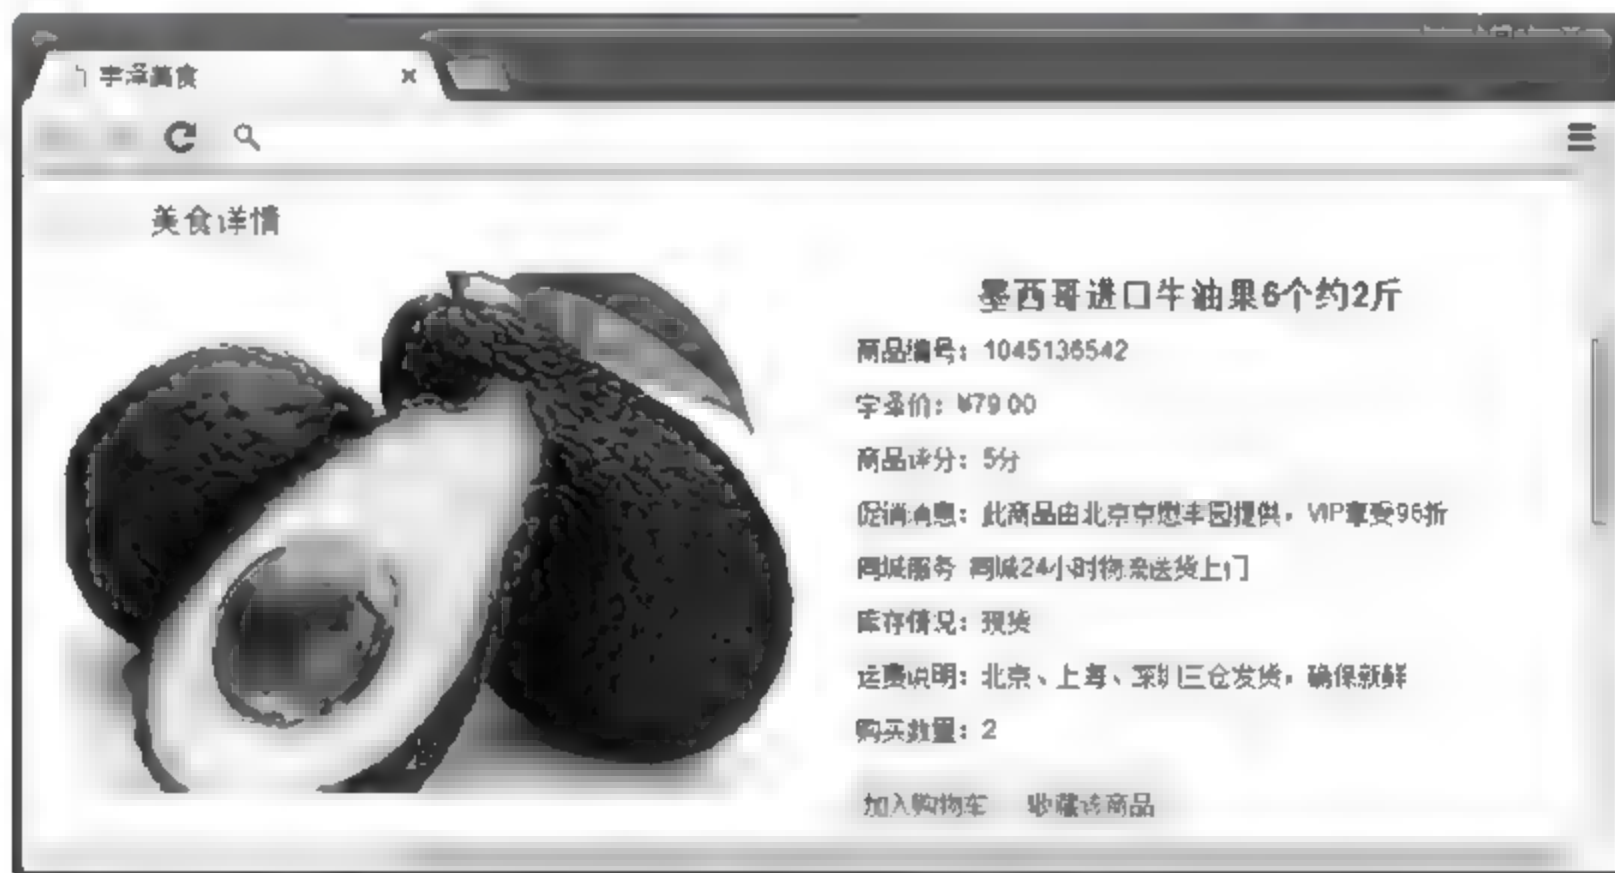 宇泽美食
美食详情
墨西哥进口牛油果6个约2斤
商品编号：1045136542
宇泽价：¥79.00
商品评分：5分
促销消息：此商品由北京京懋丰园提供，VIP享受96折
同城服务 同城24小时物流送货上门
库存情况：现货
运费说明：北京、上海、深圳三仓发货，确保新鲜
购买数量：2
加入购物车 收藏该商品